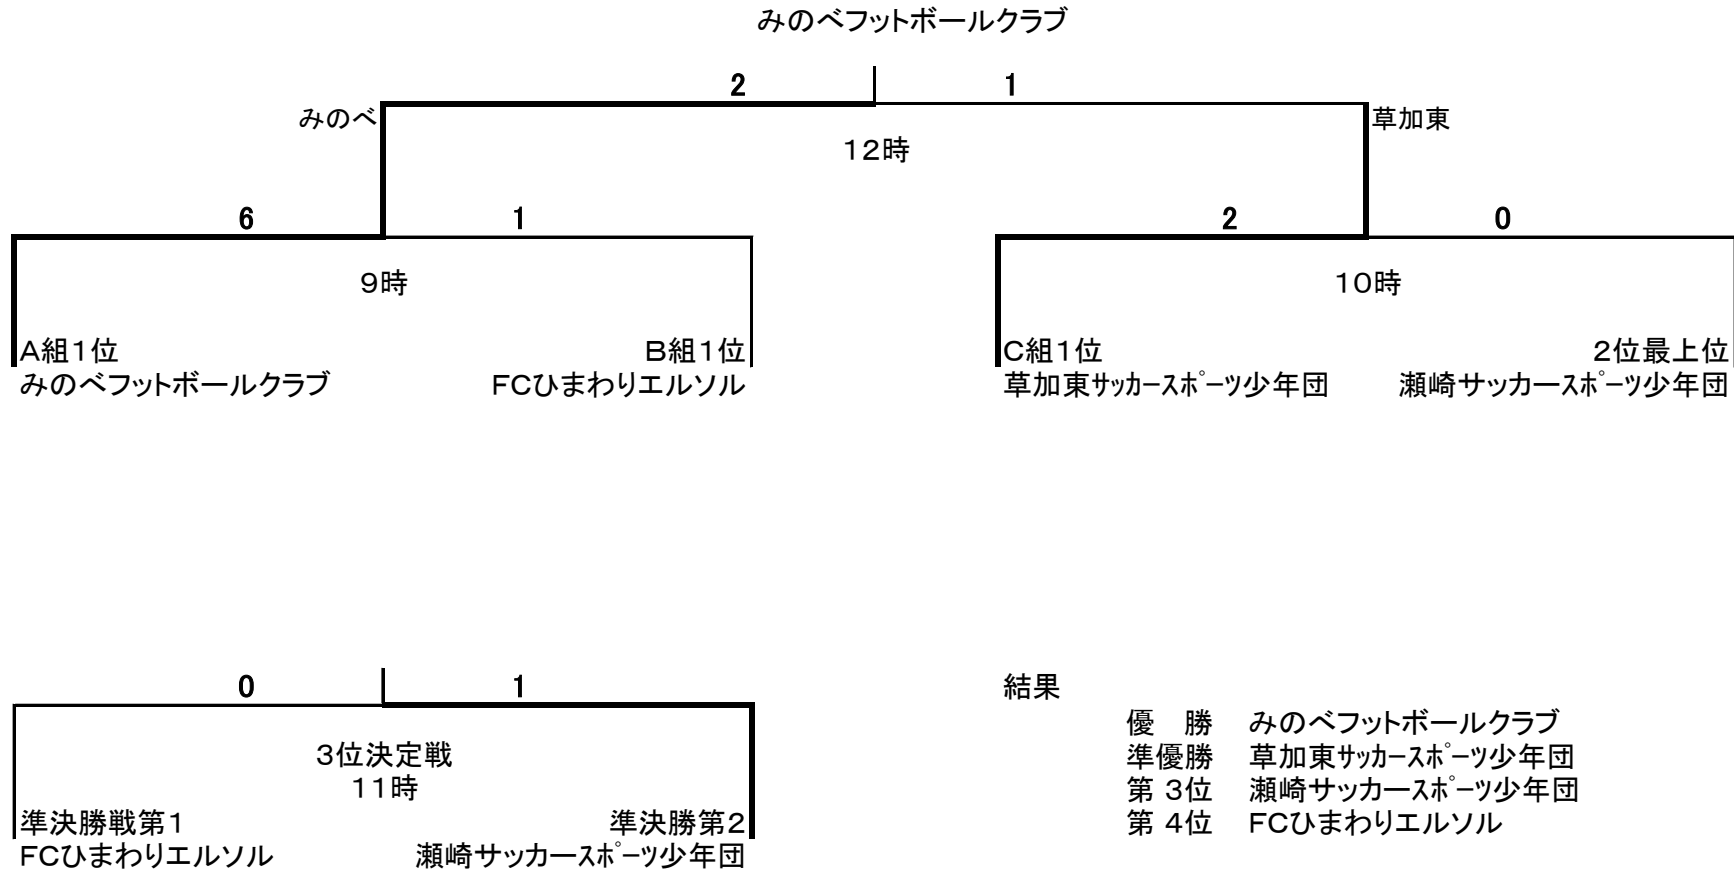 みのべフットボールクラブ
2 1
みのべ 草加東
12時
6 1 2 0
9時 10時
A組1位 B組1位 C組1位 2位最上位
みのべフットボールクラブ FCひまわりエルソル 草加東サッカースポーツ少年団 瀬崎サッカースポーツ少年団
0 1
3位決定戦
11時
準決勝戦第1 準決勝第2
FCひまわりエルソル 瀬崎サッカースポーツ少年団
結果
優 勝 みのべフットボールクラブ
準優勝 草加東サッカースポーツ少年団
第 3位 瀬崎サッカースポーツ少年団
第 4位 FCひまわりエルソル